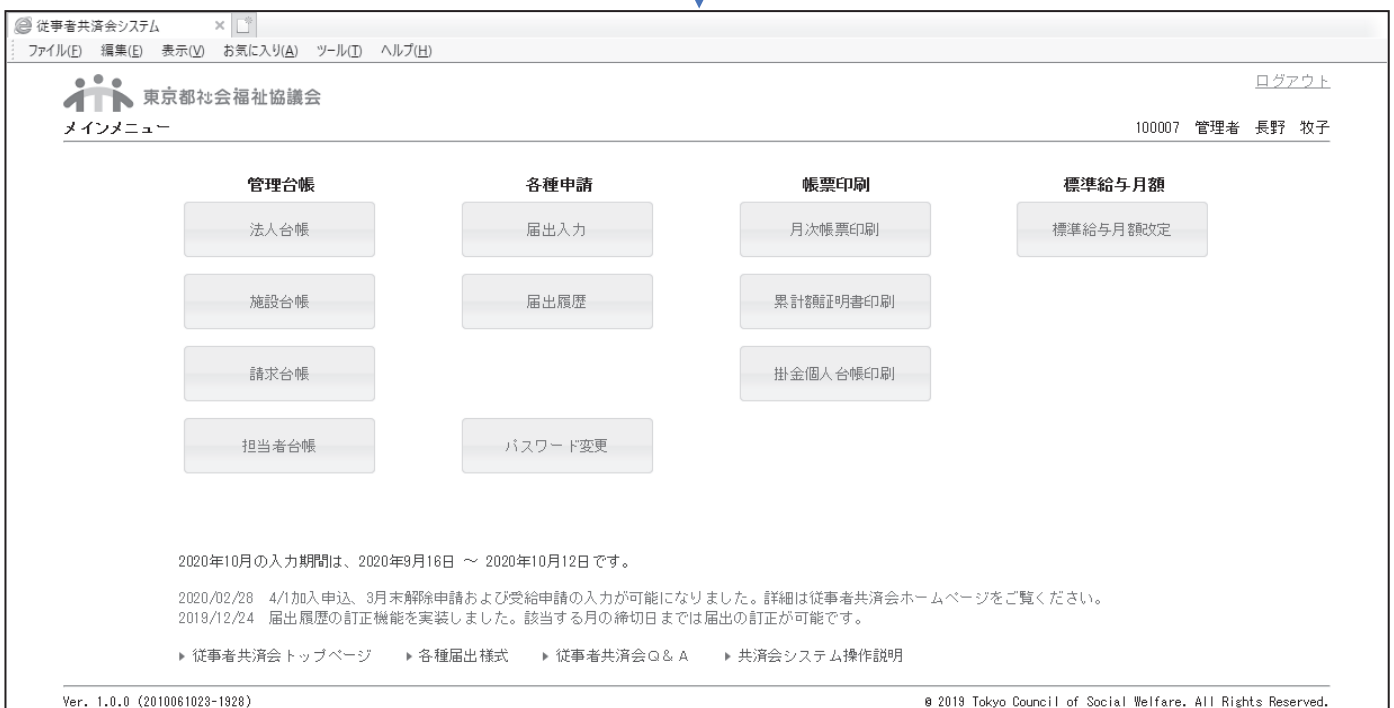 従事者共済会システム ×
ファイル(F) 編集(E) 表示(V) お気に入り(A) ツール(T) ヘルプ(H)
ログアウト
東京都社会福祉協議会
メインメニュー
100007 管理者 長野 牧子
管理台帳 各種申請 帳票印刷 標準給与月額
法人台帳 届出入力 月次帳票印刷 標準給与月額改定
施設台帳 届出履歴 累計額証明書印刷
請求台帳 掛金個人台帳印刷
担当者台帳 パスワード変更
2020年10月の入力期間は、2020年9月16日 ～ 2020年10月12日です。
2020/02/28 4/1加入申込、3月末解除申請および受給申請の入力が可能になりました。詳細は従事者共済会ホームページをご覧ください。
2019/12/24 届出履歴の訂正機能を実装しました。該当する月の締切日までは届出の訂正が可能です。
従事者共済会トップページ 各種届出様式 従事者共済会Q＆A 共済会システム操作説明
Ver. 1.0.0 (2010061023-1928)
© 2019 Tokyo Council of Social Welfare. All Rights Reserved.